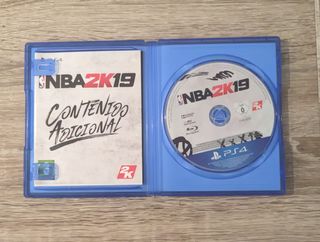 NBA2K19
CONTENIDO
ADICIONAL
2K
NBA2K19
2K
PS4